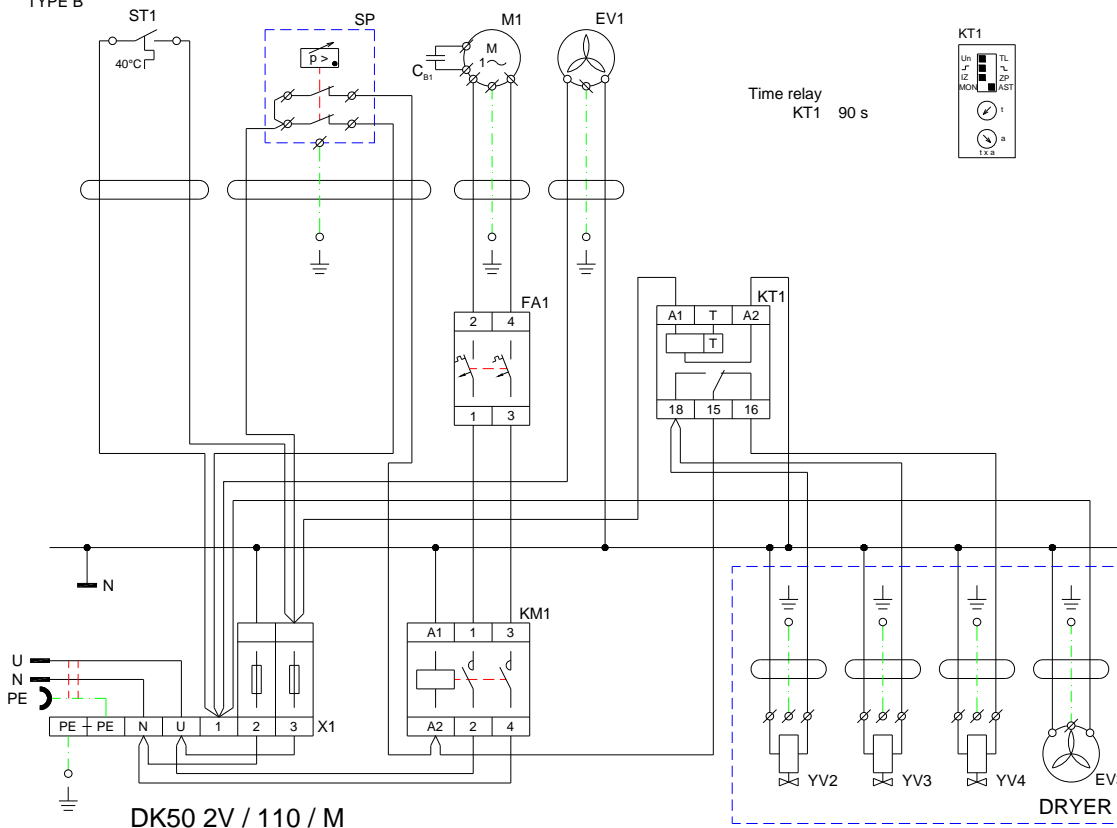 TYPE B
ST1
SP
M1
EV1
KT1
40°C
p >
M
1~
CB1
Un TL
IZ ZP
MON AST
t
a
t x a
Time relay
KT1 90 s
FA1
2 4
1 3
KT1
A1 T A2
T
18 15 16
N
KM1
A1 1 3
A2 2 4
U
N
PE
PE PE N U 1 2 3 X1
YV2 YV3 YV4
DRYER
DK50 2V / 110 / M